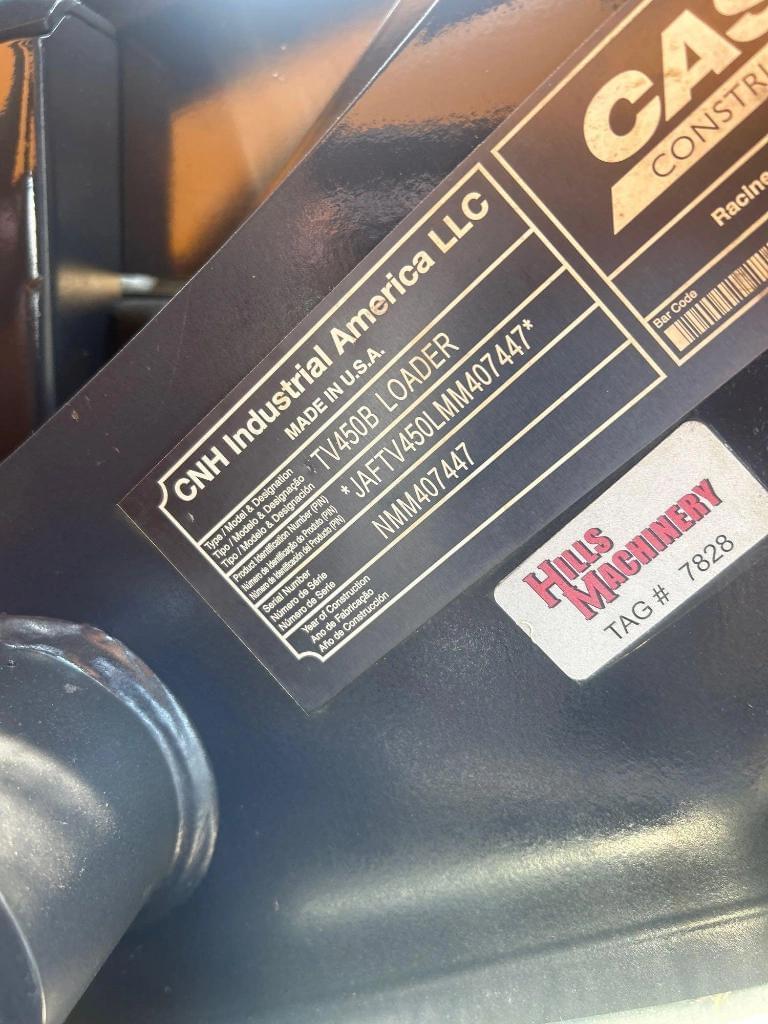 CNH Industrial America LLC
MADE IN U.S.A.
Type / Model & Designation
Tipo / Modelo & Designação
Tipo / Modelo & Designación
TV450B LOADER
Product Identification Number (PIN)
Número de Identificação do Produto (PIN)
Número de Identificación del Producto (PIN)
*JAFTV450LMM407447*
Serial Number
Número de Série
Número de Serie
NMM407447
Year of Construction
Ano de Fabricação
Año de Construcción
CAS
CONSTRU
Racine
Bar Code
HILLS
MACHINERY
TAG # 7828